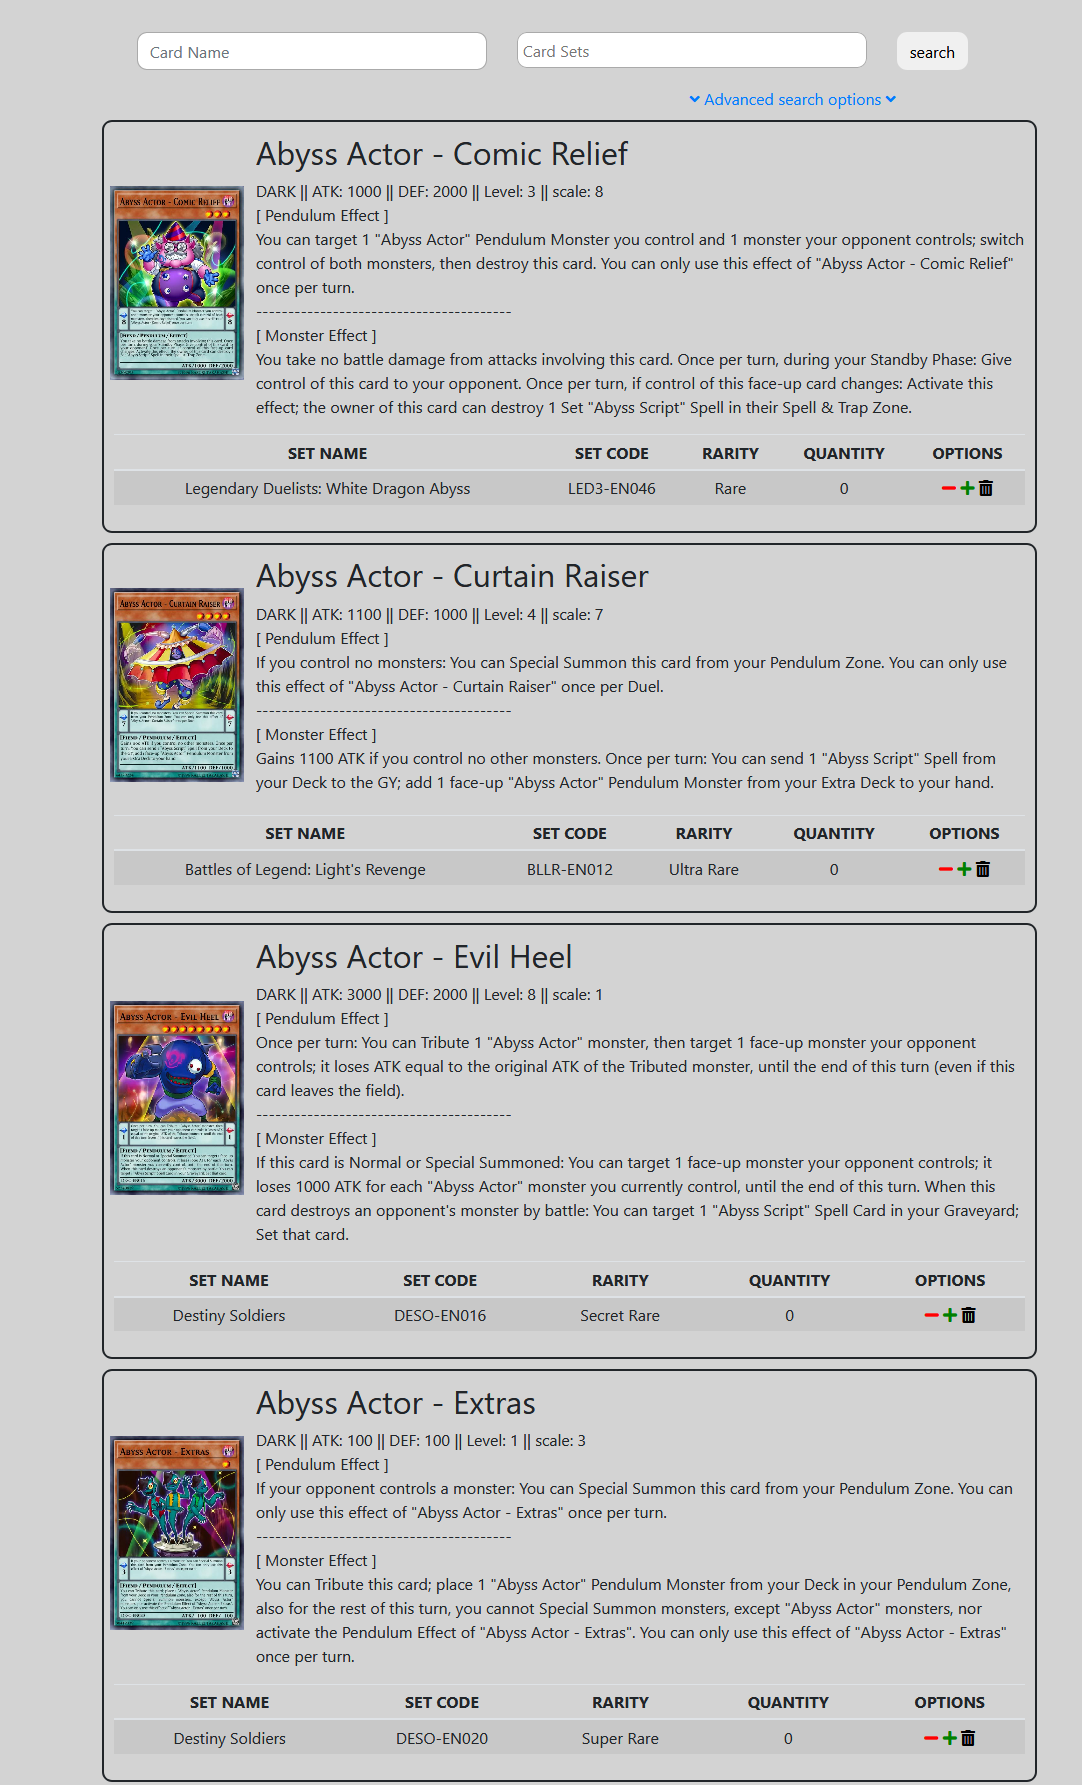 Card Name
Card Sets
search
Advanced search options
Abyss Actor - Comic Relief
DARK || ATK: 1000 || DEF: 2000 || Level: 3 || scale: 8
[ Pendulum Effect ]
You can target 1 "Abyss Actor" Pendulum Monster you control and 1 monster your opponent controls; switch
control of both monsters, then destroy this card. You can only use this effect of "Abyss Actor - Comic Relief"
once per turn.
----------------------------------------
[ Monster Effect ]
You take no battle damage from attacks involving this card. Once per turn, during your Standby Phase: Give
control of this card to your opponent. Once per turn, if control of this face-up card changes: Activate this
effect; the owner of this card can destroy 1 Set "Abyss Script" Spell in their Spell & Trap Zone.
SET NAME SET CODE RARITY QUANTITY OPTIONS
Legendary Duelists: White Dragon Abyss LED3-EN046 Rare 0
Abyss Actor - Curtain Raiser
DARK || ATK: 1100 || DEF: 1000 || Level: 4 || scale: 7
[ Pendulum Effect ]
If you control no monsters: You can Special Summon this card from your Pendulum Zone. You can only use
this effect of "Abyss Actor - Curtain Raiser" once per Duel.
----------------------------------------
[ Monster Effect ]
Gains 1100 ATK if you control no other monsters. Once per turn: You can send 1 "Abyss Script" Spell from
your Deck to the GY; add 1 face-up "Abyss Actor" Pendulum Monster from your Extra Deck to your hand.
SET NAME SET CODE RARITY QUANTITY OPTIONS
Battles of Legend: Light's Revenge BLLR-EN012 Ultra Rare 0
Abyss Actor - Evil Heel
DARK || ATK: 3000 || DEF: 2000 || Level: 8 || scale: 1
[ Pendulum Effect ]
Once per turn: You can Tribute 1 "Abyss Actor" monster, then target 1 face-up monster your opponent
controls; it loses ATK equal to the original ATK of the Tributed monster, until the end of this turn (even if this
card leaves the field).
----------------------------------------
[ Monster Effect ]
If this card is Normal or Special Summoned: You can target 1 face-up monster your opponent controls; it
loses 1000 ATK for each "Abyss Actor" monster you currently control, until the end of this turn. When this
card destroys an opponent's monster by battle: You can target 1 "Abyss Script" Spell Card in your Graveyard;
Set that card.
SET NAME SET CODE RARITY QUANTITY OPTIONS
Destiny Soldiers DESO-EN016 Secret Rare 0
Abyss Actor - Extras
DARK || ATK: 100 || DEF: 100 || Level: 1 || scale: 3
[ Pendulum Effect ]
If your opponent controls a monster: You can Special Summon this card from your Pendulum Zone. You can
only use this effect of "Abyss Actor - Extras" once per turn.
----------------------------------------
[ Monster Effect ]
You can Tribute this card; place 1 "Abyss Actor" Pendulum Monster from your Deck in your Pendulum Zone,
also for the rest of this turn, you cannot Special Summon monsters, except "Abyss Actor" monsters, nor
activate the Pendulum Effect of "Abyss Actor - Extras". You can only use this effect of "Abyss Actor - Extras"
once per turn.
SET NAME SET CODE RARITY QUANTITY OPTIONS
Destiny Soldiers DESO-EN020 Super Rare 0